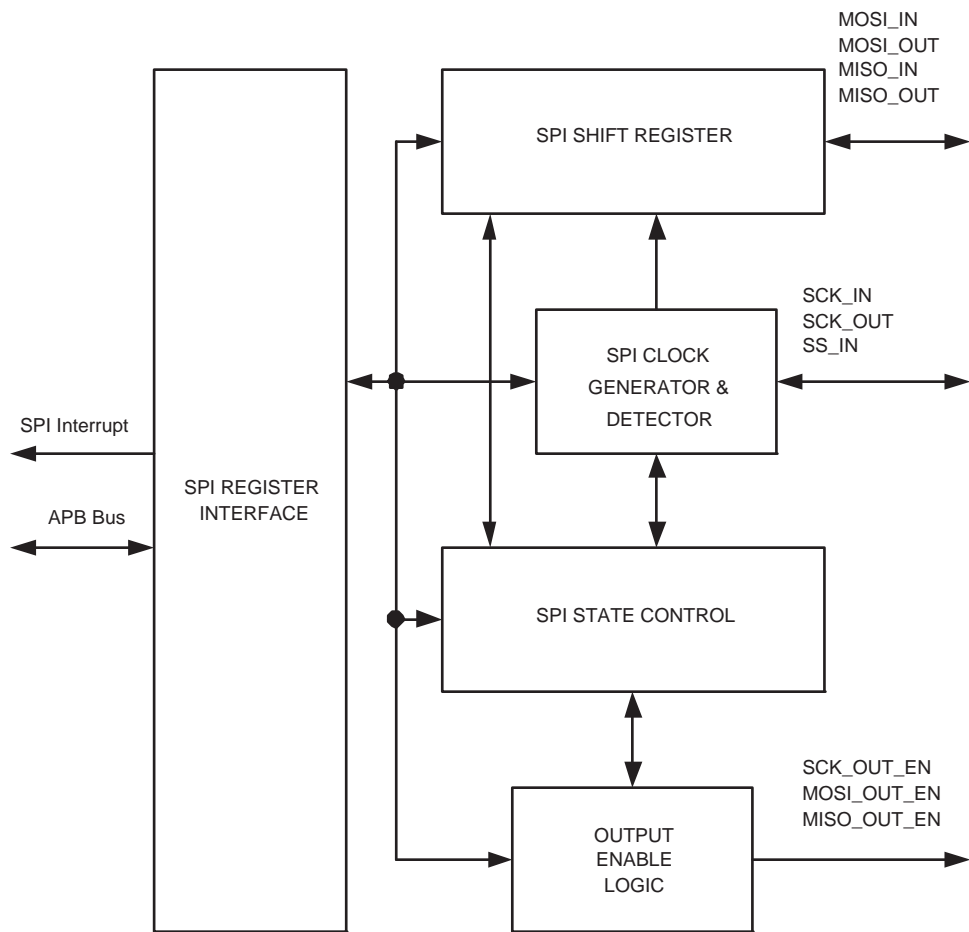 MOSI_IN
MOSI_OUT
MISO_IN
MISO_OUT
SPI SHIFT REGISTER
SCK_IN
SCK_OUT
SS_IN
SPI CLOCK
GENERATOR &
DETECTOR
SPI Interrupt
APB Bus
SPI REGISTER
INTERFACE
SPI STATE CONTROL
SCK_OUT_EN
MOSI_OUT_EN
MISO_OUT_EN
OUTPUT
ENABLE
LOGIC